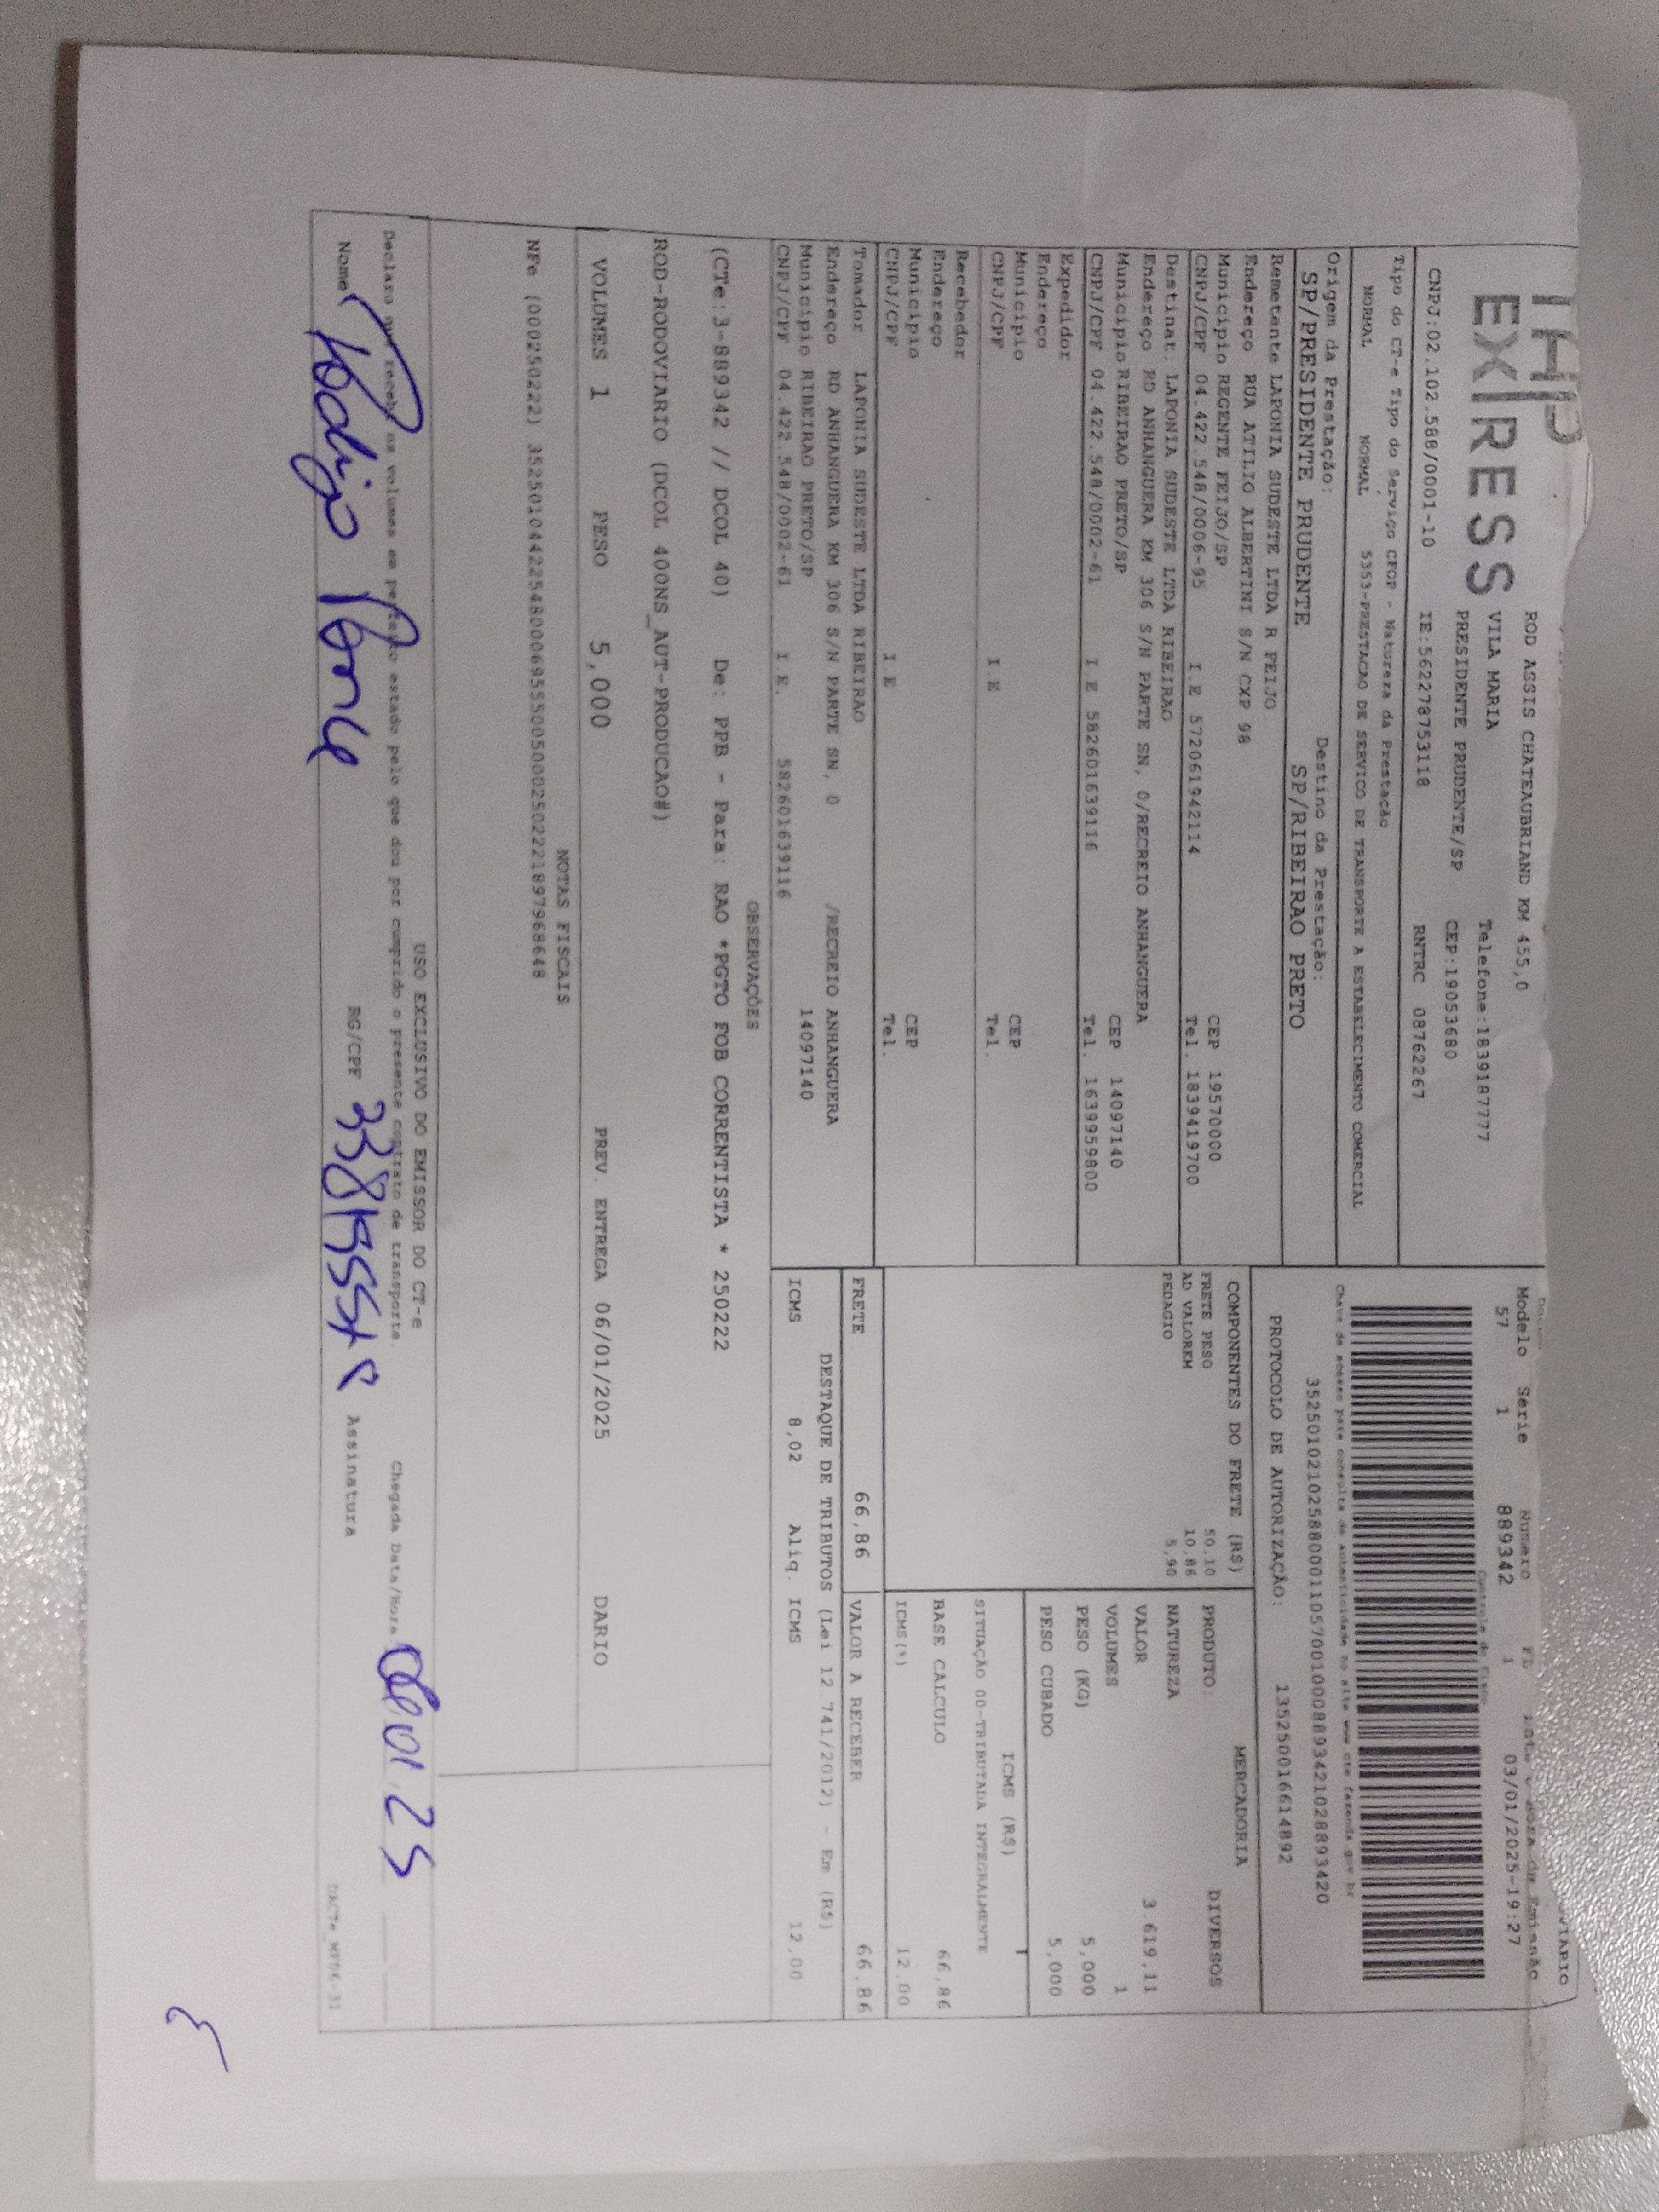 EXPRESS
ROD ASSIS CHATEAUBRIAND KM 455,0
VILA MARIA Telefone:1839187777
PRESIDENTE PRUDENTE/SP CEP:19053680
CNPJ:02.102.588/0001-10 IE:562278753118 RNTRC 08762267
Modelo Série Numero FL
57 1 889342 1 03/01/2025-19:27
Tipo do CT-e Tipo do Serviço CFOP - Natureza da Prestação
NORMAL NORMAL 5353-PRESTACAO DE SERVICO DE TRANSPORTE A ESTABELECIMENTO COMERCIAL
Chave de acesso para consulta de autenticidade no site www.cte.fazenda.gov.br
35250102102588000110570010008893421028893420
Origem da Prestação: Destino da Prestação:
SP/PRESIDENTE PRUDENTE SP/RIBEIRAO PRETO
PROTOCOLO DE AUTORIZAÇÃO: 135250016614892
Remetente LAPONIA SUDESTE LTDA R FEIJO
Endereço RUA ATILIO ALBERTINI S/N CXP 98
Municipio REGENTE FEIJO/SP CEP 19570000
CNPJ/CPF 04.422.548/0006-95 I.E 572061942114 Tel. 1839419700
Destinat. LAPONIA SUDESTE LTDA RIBEIRAO
Endereço RD ANHANGUERA KM 306 S/N PARTE SN, 0/RECREIO ANHANGUERA
Municipio RIBEIRAO PRETO/SP CEP 14097140
CNPJ/CPF 04.422.548/0002-61 I.E 582601639116 Tel. 1639959800
Expedidor
Endereço
Municipio CEP
CNPJ/CPF I.E Tel.
Recebedor
Endereço
Municipio CEP
CNPJ/CPF I.E Tel.
Tomador LAPONIA SUDESTE LTDA RIBEIRAO
Endereço RD ANHANGUERA KM 306 S/N PARTE SN, 0 /RECREIO ANHANGUERA
Municipio RIBEIRAO PRETO/SP 14097140
CNPJ/CPF 04.422.548/0002-61 I.E. 582601639116
COMPONENTES DO FRETE (R$)
FRETE PESO 50,10
AD VALOREM 10,86
PEDAGIO 5,90
MERCADORIA
PRODUTO: DIVERSOS
NATUREZA
VALOR 3.619,11
VOLUMES 1
PESO (KG) 5,000
PESO CUBADO 5,000
ICMS (R$)
SITUAÇÃO 00-TRIBUTADA INTEGRALMENTE
BASE CALCULO 66,86
ICMS(%) 12,00
FRETE 66,86 VALOR A RECEBER 66,86
DESTAQUE DE TRIBUTOS (Lei 12 741/2012) - Em (R$)
ICMS 8,02 Aliq. ICMS 12,00
OBSERVAÇÕES
(CTe:3-889342 // DCOL 40) De: PPB - Para: RAO *PGTO FOB CORRENTISTA * 250222
ROD-RODOVIARIO (DCOL 400NS_AUT-PRODUCAO#)
VOLUMES 1 PESO 5,000 PREV. ENTREGA 06/01/2025 DARIO
NOTAS FISCAIS
NFe (000250222) 35250104422548000695550050002502221897968648
USO EXCLUSIVO DO EMISSOR DO CT-e
Declaro que recebi os volumes em perfeito estado pelo que dou por cumprido o presente contrato de transporte.
Chegada Data/Hora
Nome Rodrigo RG/CPF Assinatura